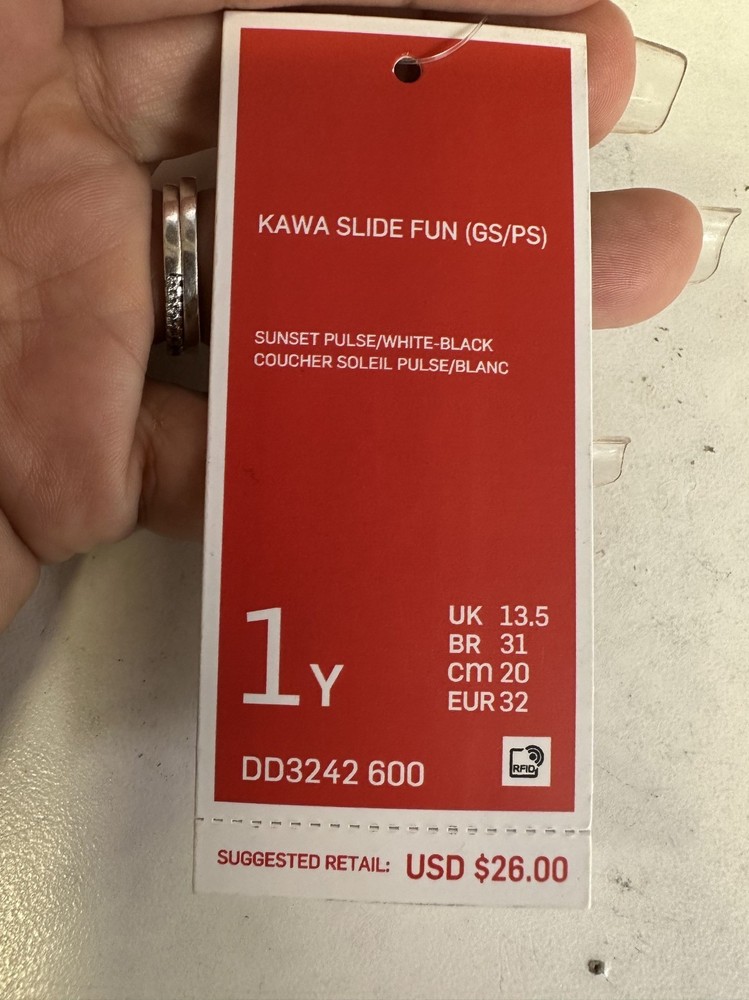 KAWA SLIDE FUN (GS/PS)
SUNSET PULSE/WHITE-BLACK
COUCHER SOLEIL PULSE/BLANC
1Y
UK 13.5
BR 31
cm 20
EUR 32
DD3242 600
RFID
SUGGESTED RETAIL: USD $26.00